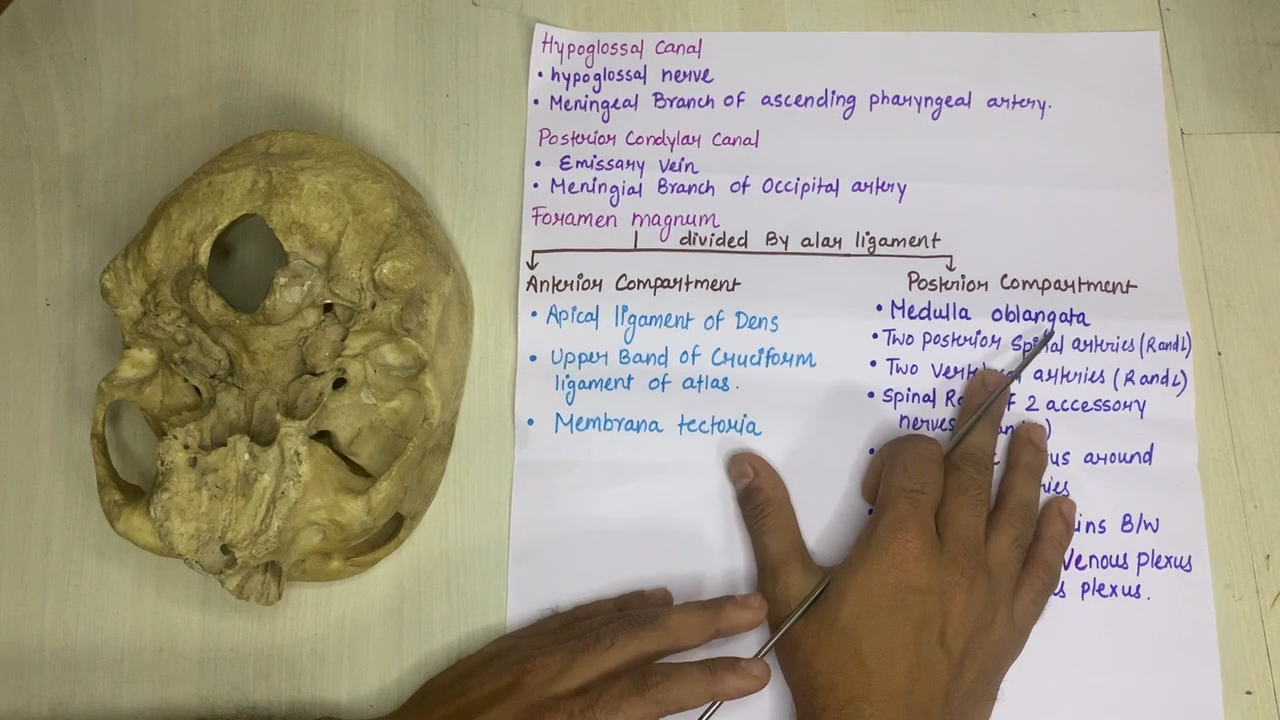 Hypoglossal Canal
• hypoglossal nerve
• Meningeal Branch of ascending pharyngeal artery.
Posterior Condylar Canal
• Emissary vein
• Meningial Branch of Occipital artery
Foramen magnum
divided By alar ligament
Anterior Compartment
• Apical ligament of Dens
• Upper Band of Cruciform
ligament of atlas.
• Membrana tectoria
Posterior Compartment
• Medulla oblangata
• Two posterior spinal arteries (R and L)
• Two vertebral arteries (R and L)
• Spinal 2 accessory
nerves
around
B/W
Venous plexus
plexus.